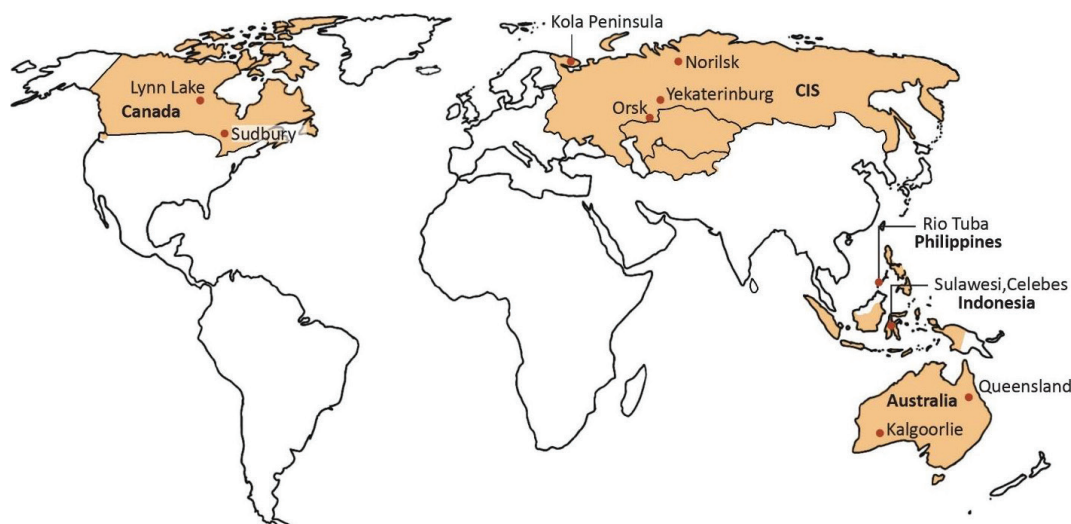 Kola Peninsula
Norilsk
Lynn Lake
Canada
CIS
Yekaterinburg
Orsk
Sudbury
Rio Tuba
Philippines
Sulawesi,Celebes
Indonesia
Queensland
Australia
Kalgoorlie